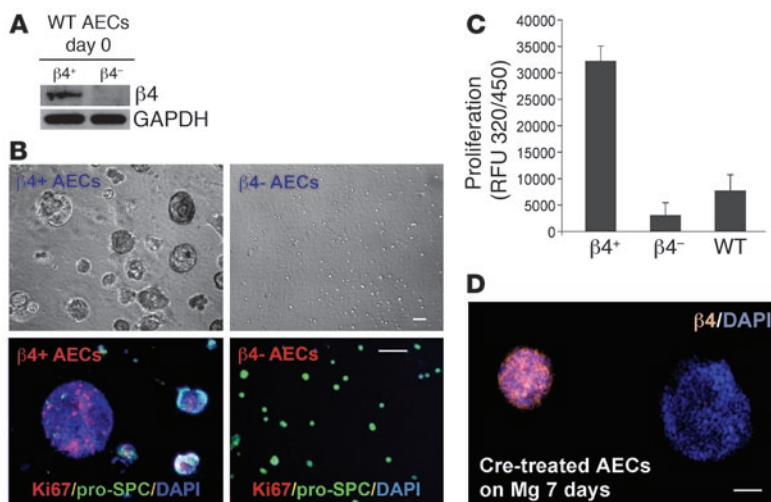 A
WT AECs
day 0
β4⁺ β4⁻
β4
GAPDH
B
β4+ AECs
β4- AECs
β4+ AECs
β4- AECs
Ki67/pro-SPC/DAPI
Ki67/pro-SPC/DAPI
C
Proliferation
(RFU 320/450)
40000
35000
30000
25000
20000
15000
10000
5000
0
β4⁺ β4⁻ WT
D
β4/DAPI
Cre-treated AECs
on Mg 7 days